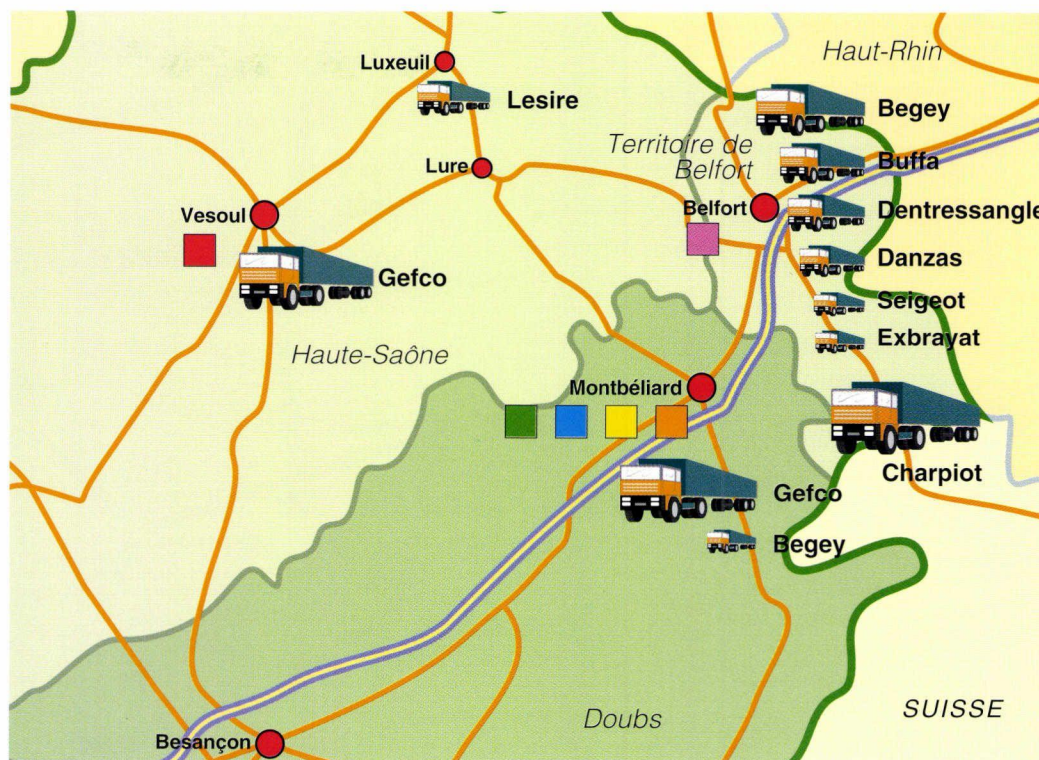 Haut-Rhin
Luxeuil
Lesire
Begey
Territoire de
Belfort
Buffa
Lure
Vesoul
Belfort
Dentressangle
Gefco
Danzas
Seigeot
Exbrayat
Haute-Saône
Montbéliard
Charpiot
Gefco
Begey
Doubs
SUISSE
Besançon